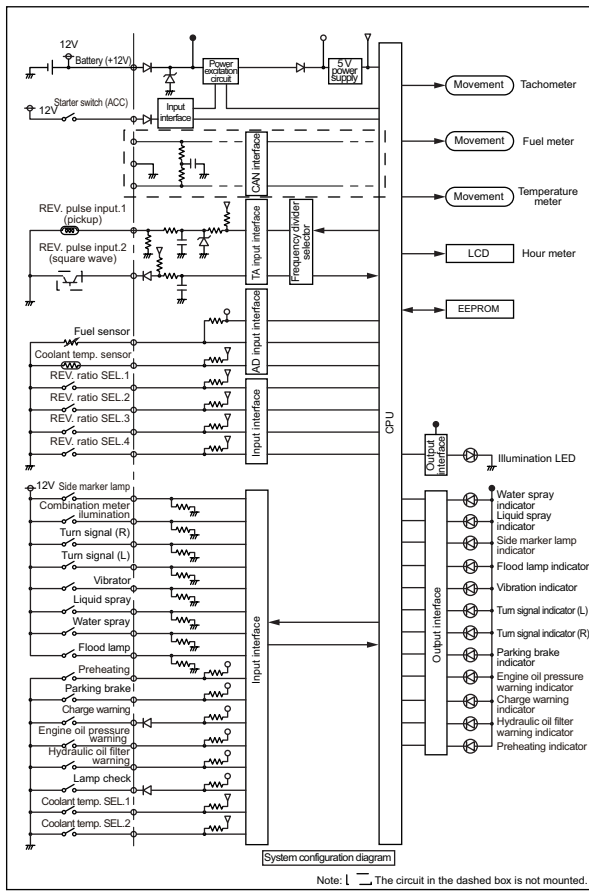 12V
Battery (+12V)
Power
excitation
circuit
5 V
power
supply
Starter switch (ACC)
12V
Input
interface
CAN interface
REV. pulse input.1
(pickup)
REV. pulse input.2
(square wave)
TA input interface
Frequency divider
selector
Fuel sensor
Coolant temp. sensor
AD input interface
REV. ratio SEL.1
REV. ratio SEL.2
REV. ratio SEL.3
REV. ratio SEL.4
Input interface
CPU
Movement
Tachometer
Movement
Fuel meter
Movement
Temperature
meter
LCD
Hour meter
EEPROM
Output
interface
Illumination LED
12V
Side marker lamp
Combination meter
ilumination
Turn signal (R)
Turn signal (L)
Vibrator
Liquid spray
Water spray
Flood lamp
Preheating
Parking brake
Charge warning
Engine oil pressure
warning
Hydraulic oil filter
warning
Lamp check
Coolant temp. SEL.1
Coolant temp. SEL.2
Input interface
Output interface
Water spray
indicator
Liquid spray
indicator
Side marker lamp
indicator
Flood lamp indicator
Vibration indicator
Turn signal indicator (L)
Turn signal indicator (R)
Parking brake
indicator
Engine oil pressure
warning indicator
Charge warning
indicator
Hydraulic oil filter
warning indicator
Preheating indicator
System configuration diagram
Note: The circuit in the dashed box is not mounted.